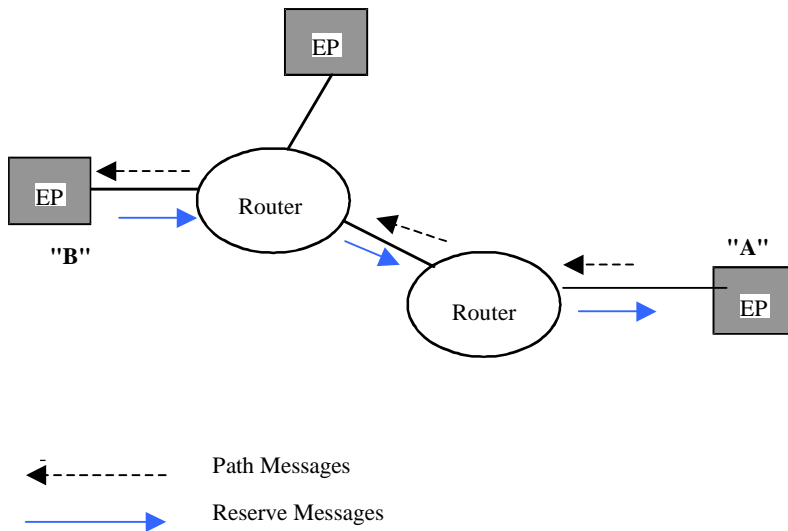 EP
EP
Router
"B"
"A"
EP
Router
Path Messages
Reserve Messages